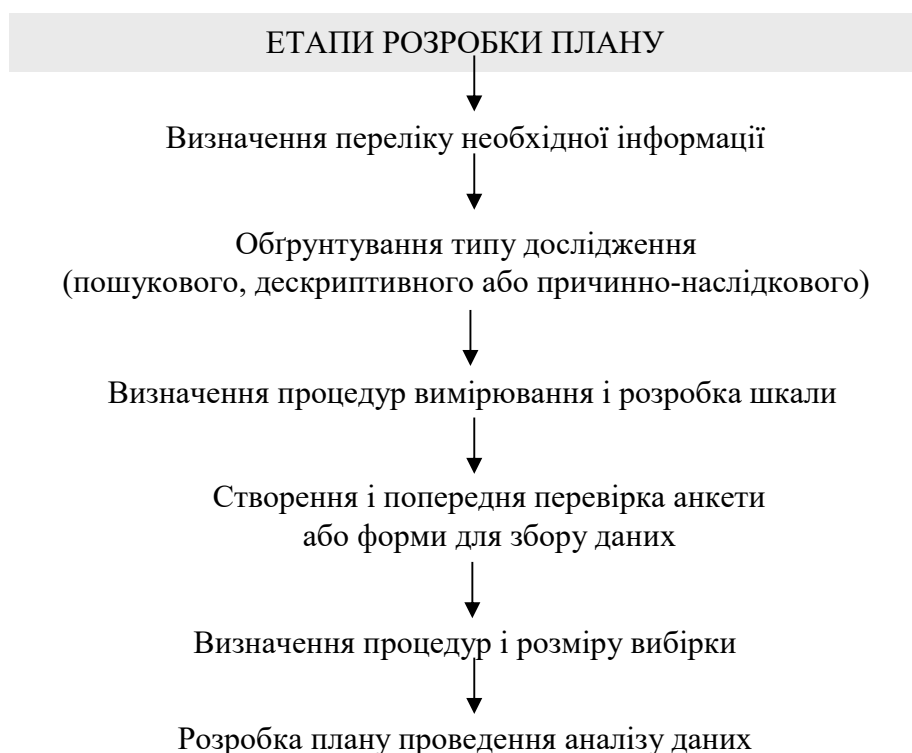 ЕТАПИ РОЗРОБКИ ПЛАНУ
Визначення переліку необхідної інформації
Обґрунтування типу дослідження
(пошукового, дескриптивного або причинно-наслідкового)
Визначення процедур вимірювання і розробка шкали
Створення і попередня перевірка анкети
або форми для збору даних
Визначення процедур і розміру вибірки
Розробка плану проведення аналізу даних